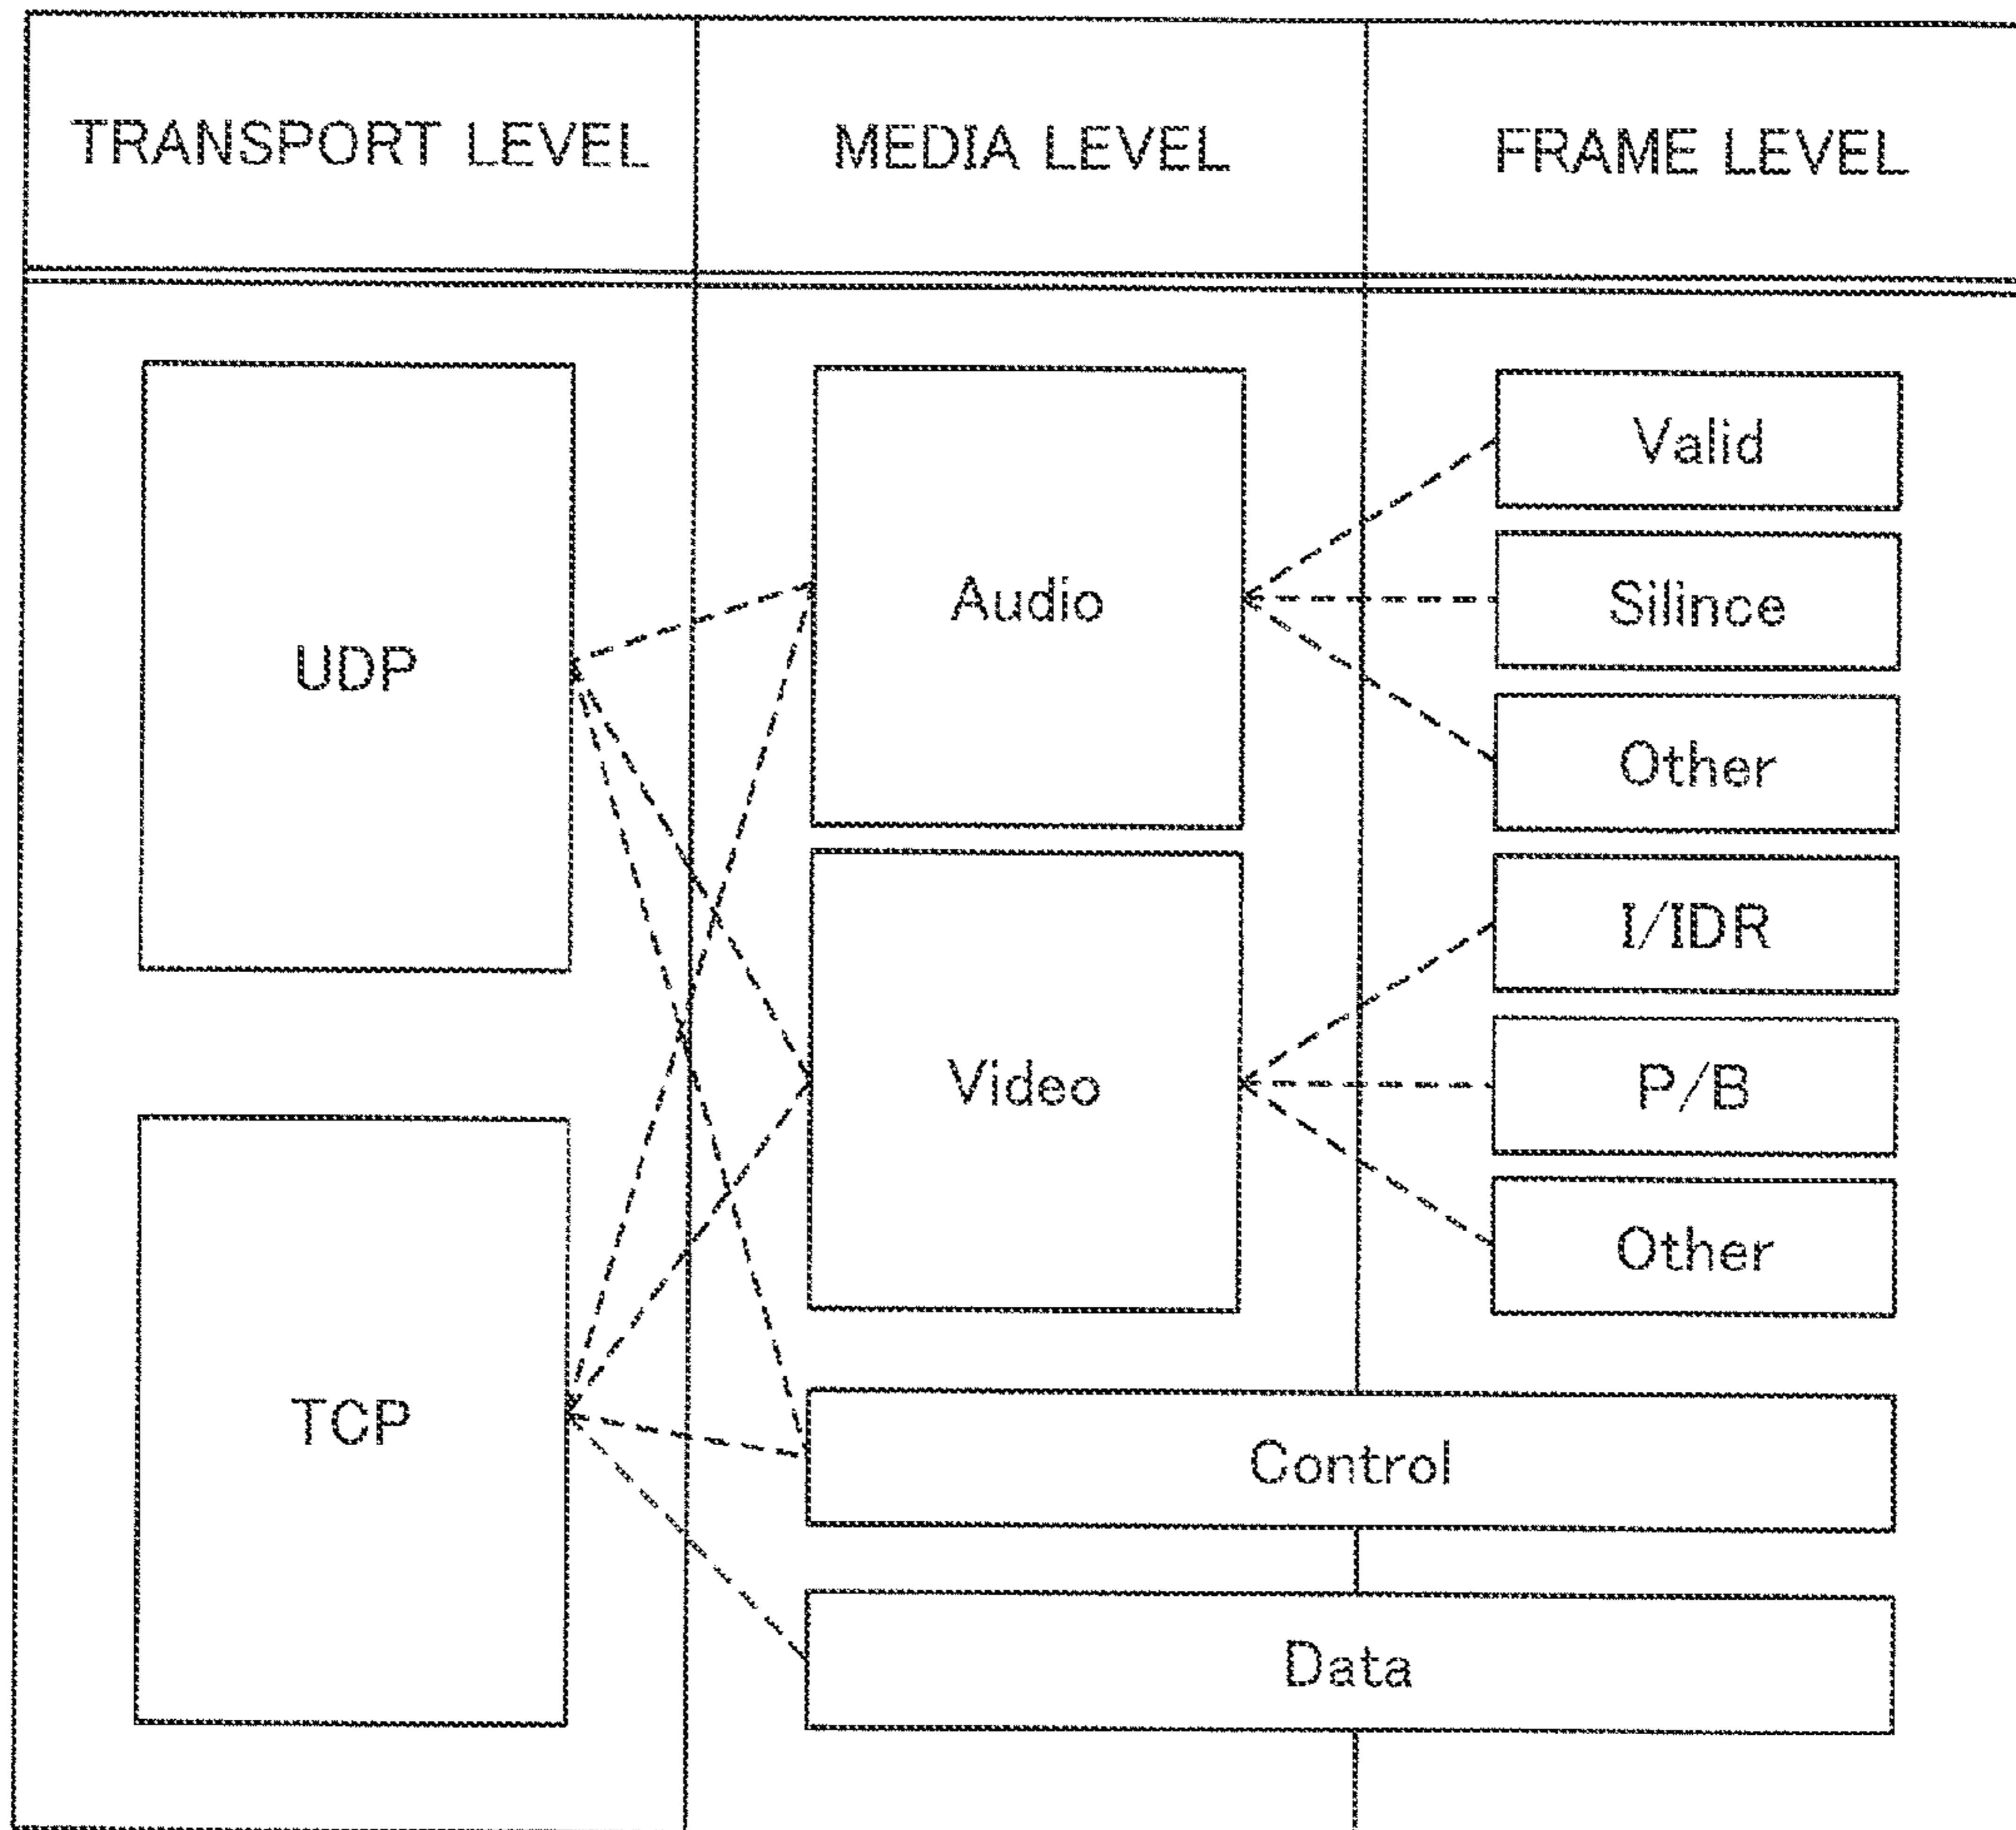 TRANSPORT LEVEL
MEDIA LEVEL
FRAME LEVEL
UDP
TCP
Audio
Video
Valid
Silince
Other
I/IDR
P/B
Other
Control
Data